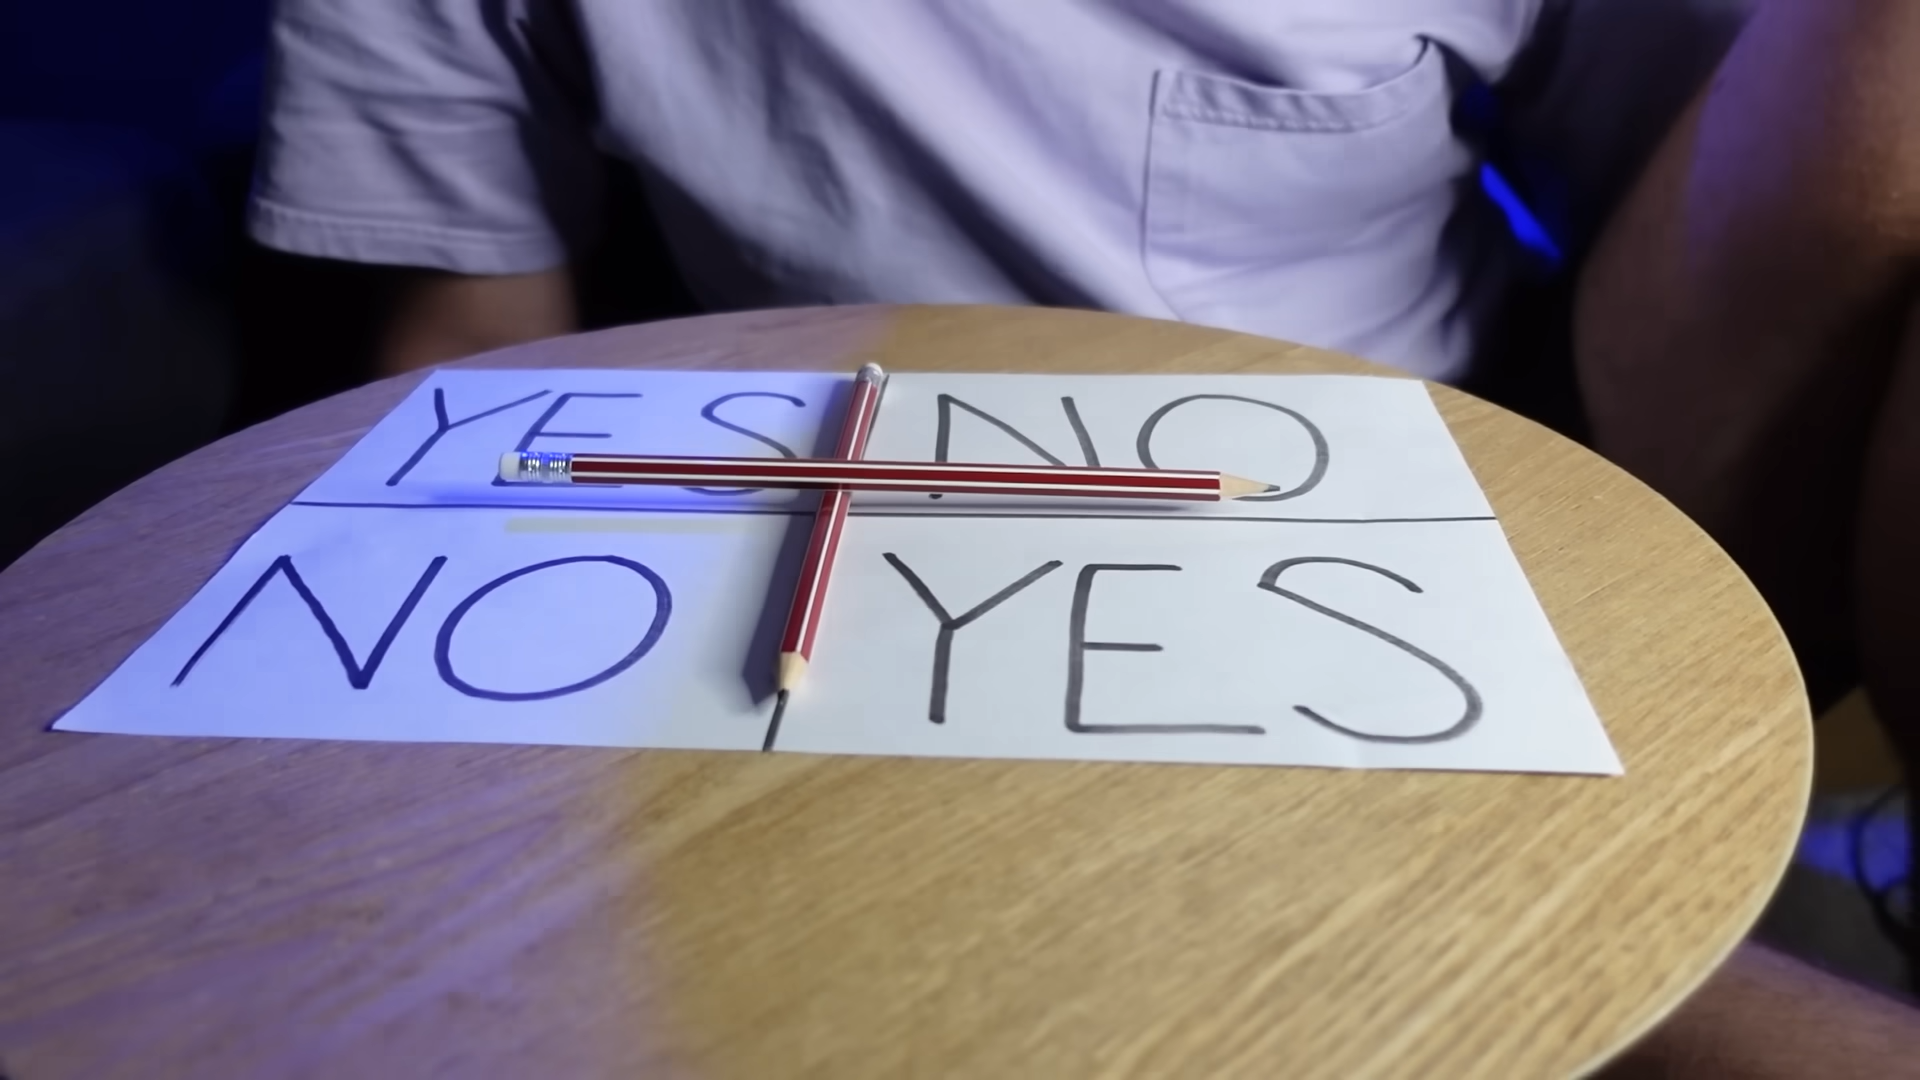 YES NO
NO YES